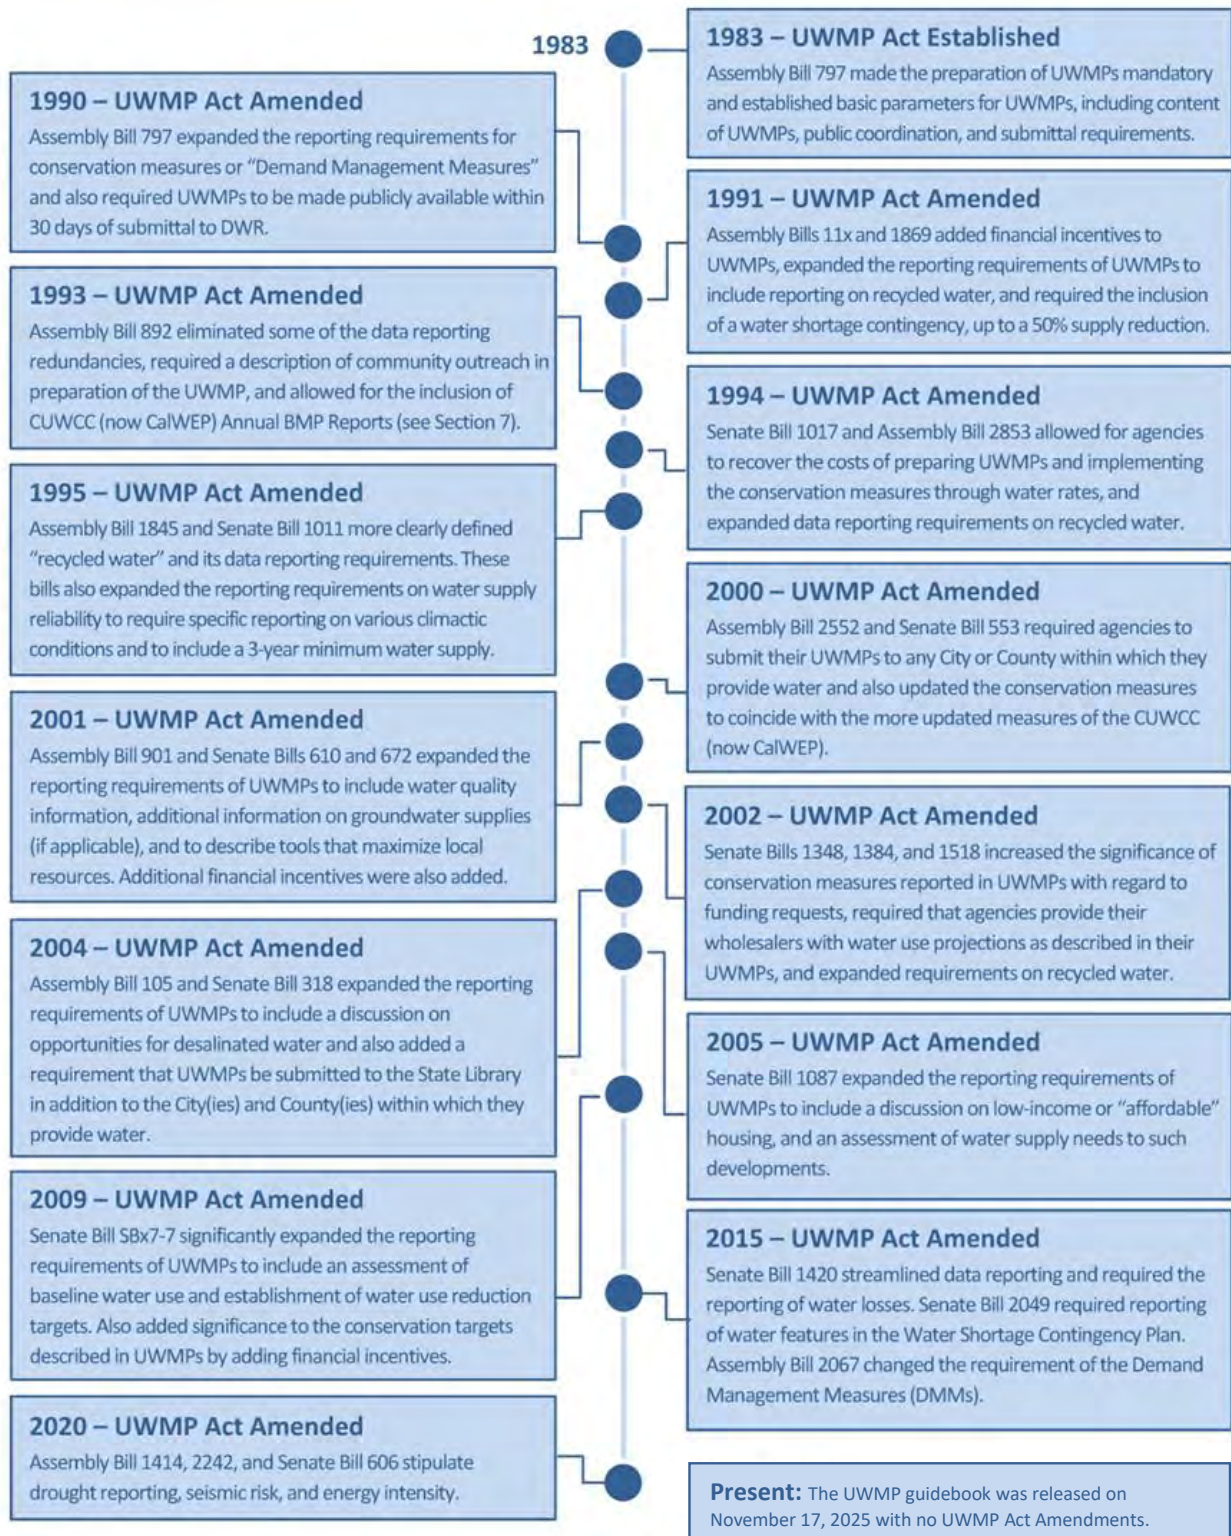 1983
1983 – UWMP Act Established
Assembly Bill 797 made the preparation of UWMPs mandatory
and established basic parameters for UWMPs, including content
of UWMPs, public coordination, and submittal requirements.
1990 – UWMP Act Amended
Assembly Bill 797 expanded the reporting requirements for
conservation measures or “Demand Management Measures”
and also required UWMPs to be made publicly available within
30 days of submittal to DWR.
1991 – UWMP Act Amended
Assembly Bills 11x and 1869 added financial incentives to
UWMPs, expanded the reporting requirements of UWMPs to
include reporting on recycled water, and required the inclusion
of a water shortage contingency, up to a 50% supply reduction.
1993 – UWMP Act Amended
Assembly Bill 892 eliminated some of the data reporting
redundancies, required a description of community outreach in
preparation of the UWMP, and allowed for the inclusion of
CUWCC (now CalWEP) Annual BMP Reports (see Section 7).
1994 – UWMP Act Amended
Senate Bill 1017 and Assembly Bill 2853 allowed for agencies
to recover the costs of preparing UWMPs and implementing
the conservation measures through water rates, and
expanded data reporting requirements on recycled water.
1995 – UWMP Act Amended
Assembly Bill 1845 and Senate Bill 1011 more clearly defined
“recycled water” and its data reporting requirements. These
bills also expanded the reporting requirements on water supply
reliability to require specific reporting on various climactic
conditions and to include a 3-year minimum water supply.
2000 – UWMP Act Amended
Assembly Bill 2552 and Senate Bill 553 required agencies to
submit their UWMPs to any City or County within which they
provide water and also updated the conservation measures
to coincide with the more updated measures of the CUWCC
(now CalWEP).
2001 – UWMP Act Amended
Assembly Bill 901 and Senate Bills 610 and 672 expanded the
reporting requirements of UWMPs to include water quality
information, additional information on groundwater supplies
(if applicable), and to describe tools that maximize local
resources. Additional financial incentives were also added.
2002 – UWMP Act Amended
Senate Bills 1348, 1384, and 1518 increased the significance of
conservation measures reported in UWMPs with regard to
funding requests, required that agencies provide their
wholesalers with water use projections as described in their
UWMPs, and expanded requirements on recycled water.
2004 – UWMP Act Amended
Assembly Bill 105 and Senate Bill 318 expanded the reporting
requirements of UWMPs to include a discussion on
opportunities for desalinated water and also added a
requirement that UWMPs be submitted to the State Library
in addition to the City(ies) and County(ies) within which they
provide water.
2005 – UWMP Act Amended
Senate Bill 1087 expanded the reporting requirements of
UWMPs to include a discussion on low-income or “affordable”
housing, and an assessment of water supply needs to such
developments.
2009 – UWMP Act Amended
Senate Bill SBx7-7 significantly expanded the reporting
requirements of UWMPs to include an assessment of
baseline water use and establishment of water use reduction
targets. Also added significance to the conservation targets
described in UWMPs by adding financial incentives.
2015 – UWMP Act Amended
Senate Bill 1420 streamlined data reporting and required the
reporting of water losses. Senate Bill 2049 required reporting
of water features in the Water Shortage Contingency Plan.
Assembly Bill 2067 changed the requirement of the Demand
Management Measures (DMMs).
2020 – UWMP Act Amended
Assembly Bill 1414, 2242, and Senate Bill 606 stipulate
drought reporting, seismic risk, and energy intensity.
Present: The UWMP guidebook was released on
November 17, 2025 with no UWMP Act Amendments.